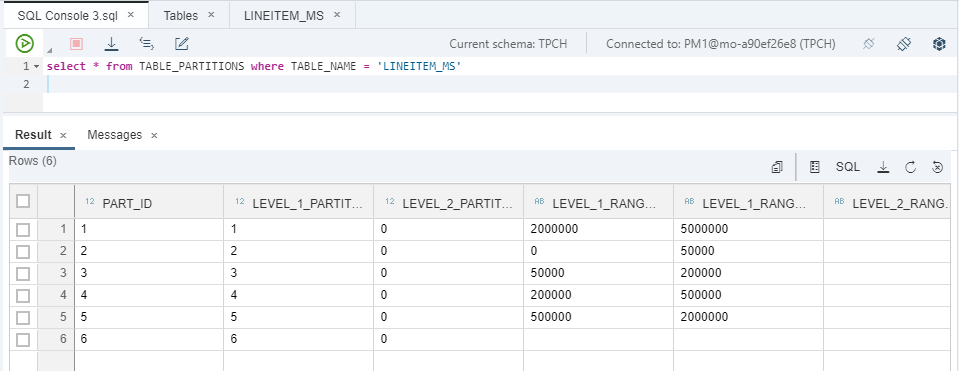 SQL Console 3.sql × Tables × LINEITEM_MS ×
Current schema: TPCH Connected to: PM1@mo-a90ef26e8 (TPCH)
1 select * from TABLE_PARTITIONS where TABLE_NAME = 'LINEITEM_MS'
2
Result × Messages ×
Rows (6)
SQL
12 PART_ID 12 LEVEL_1_PARTIT... 12 LEVEL_2_PARTIT... AB LEVEL_1_RANG... AB LEVEL_1_RANG... AB LEVEL_2_RANG...
1 1 1 0 2000000 5000000
2 2 2 0 0 50000
3 3 3 0 50000 200000
4 4 4 0 200000 500000
5 5 5 0 500000 2000000
6 6 6 0